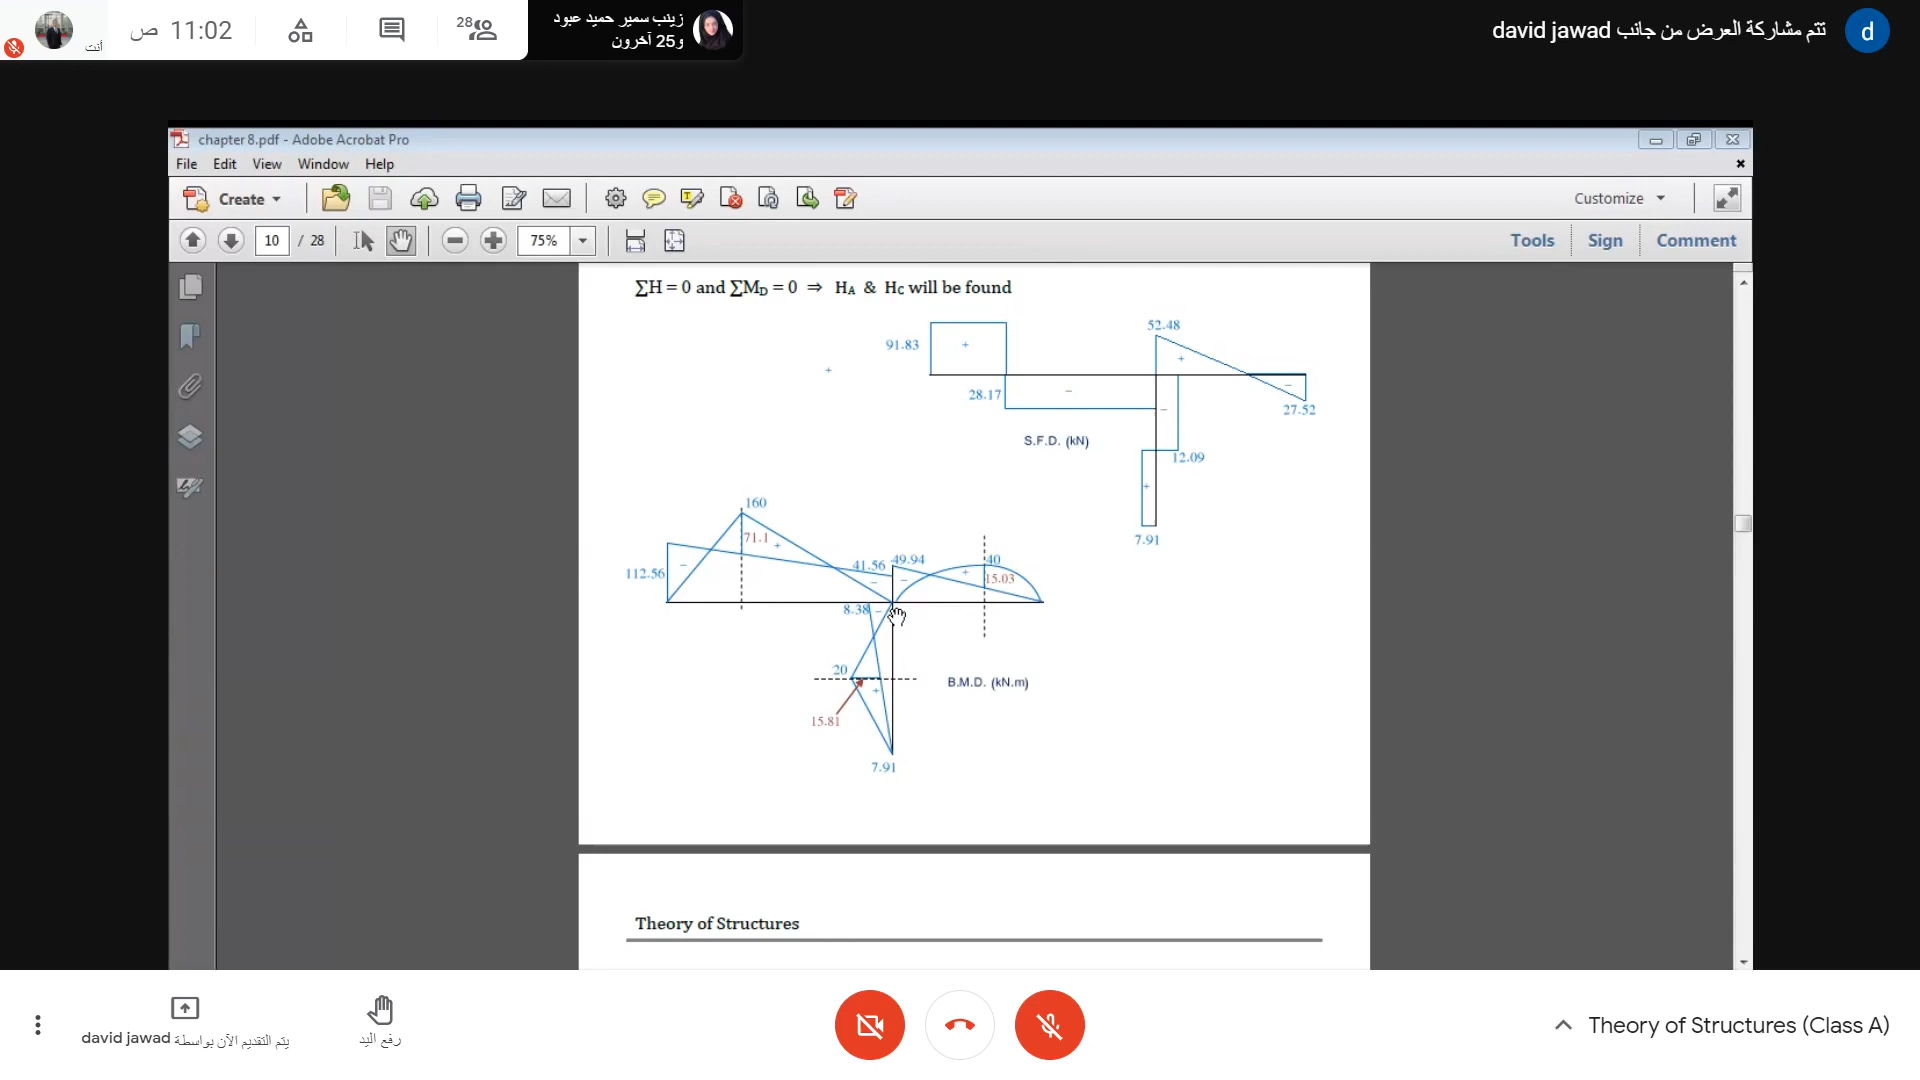 أنت
11:02 ص
28
زينب سمير حميد عبود
و25 آخرون
تتم مشاركة العرض من جانب david jawad
d
chapter 8.pdf - Adobe Acrobat Pro
File Edit View Window Help
Create
Customize
10 / 28
75%
Tools
Sign
Comment
∑H = 0 and ∑MD = 0 ⇒ HA & HC will be found
52.48
91.83
+
+
+
28.17
−
−
−
27.52
S.F.D. (kN)
12.09
+
7.91
160
71.1
+
41.56
49.94
40
112.56
−
−
−
+
15.03
8.38
−
20
+
B.M.D. (kN.m)
15.81
7.91
Theory of Structures
يتم التقديم الآن بواسطة david jawad
رفع اليد
Theory of Structures (Class A)